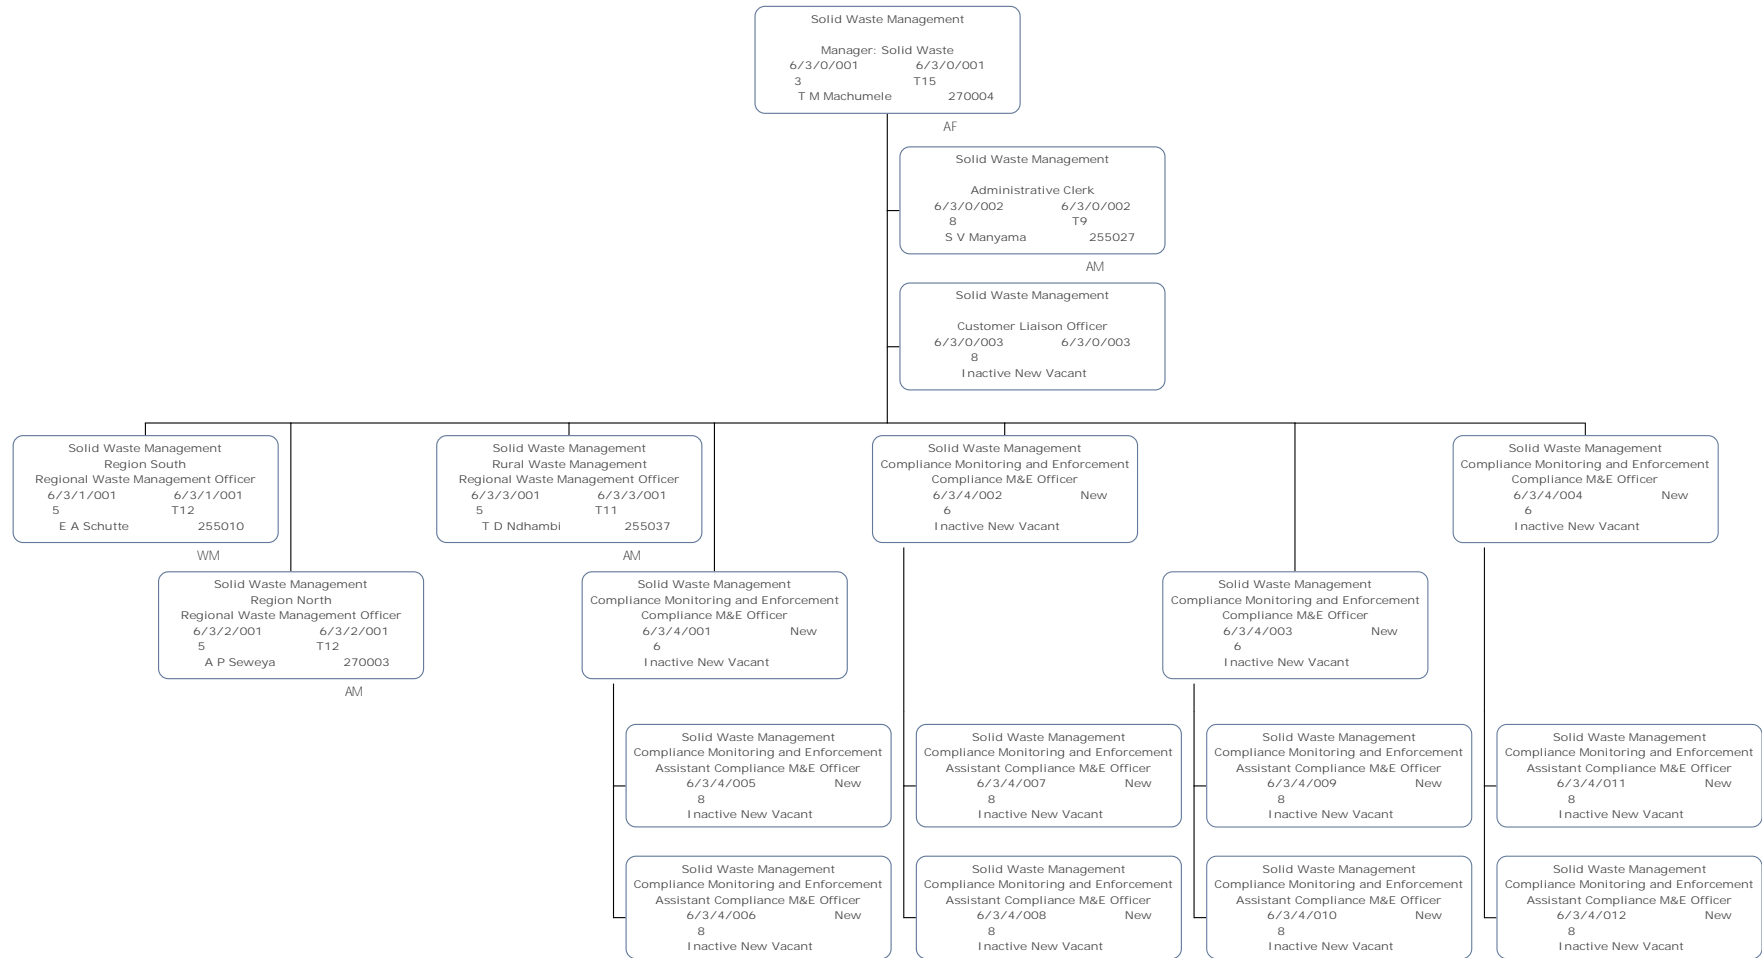 Solid Waste Management
Manager: Solid Waste
6/3/0/001 6/3/0/001
3 T15
T M Machumele 270004
AF
Solid Waste Management
Administrative Clerk
6/3/0/002 6/3/0/002
8 T9
S V Manyama 255027
AM
Solid Waste Management
Customer Liaison Officer
6/3/0/003 6/3/0/003
8
Inactive New Vacant
Solid Waste Management
Region South
Regional Waste Management Officer
6/3/1/001 6/3/1/001
5 T12
E A Schutte 255010
WM
Solid Waste Management
Region North
Regional Waste Management Officer
6/3/2/001 6/3/2/001
5 T12
A P Seweya 270003
AM
Solid Waste Management
Rural Waste Management
Regional Waste Management Officer
6/3/3/001 6/3/3/001
5 T11
T D Ndhambi 255037
AM
Solid Waste Management
Compliance Monitoring and Enforcement
Compliance M&E Officer
6/3/4/001 New
6
Inactive New Vacant
Solid Waste Management
Compliance Monitoring and Enforcement
Compliance M&E Officer
6/3/4/002 New
6
Inactive New Vacant
Solid Waste Management
Compliance Monitoring and Enforcement
Compliance M&E Officer
6/3/4/003 New
6
Inactive New Vacant
Solid Waste Management
Compliance Monitoring and Enforcement
Compliance M&E Officer
6/3/4/004 New
6
Inactive New Vacant
Solid Waste Management
Compliance Monitoring and Enforcement
Assistant Compliance M&E Officer
6/3/4/005 New
8
Inactive New Vacant
Solid Waste Management
Compliance Monitoring and Enforcement
Assistant Compliance M&E Officer
6/3/4/006 New
8
Inactive New Vacant
Solid Waste Management
Compliance Monitoring and Enforcement
Assistant Compliance M&E Officer
6/3/4/007 New
8
Inactive New Vacant
Solid Waste Management
Compliance Monitoring and Enforcement
Assistant Compliance M&E Officer
6/3/4/008 New
8
Inactive New Vacant
Solid Waste Management
Compliance Monitoring and Enforcement
Assistant Compliance M&E Officer
6/3/4/009 New
8
Inactive New Vacant
Solid Waste Management
Compliance Monitoring and Enforcement
Assistant Compliance M&E Officer
6/3/4/010 New
8
Inactive New Vacant
Solid Waste Management
Compliance Monitoring and Enforcement
Assistant Compliance M&E Officer
6/3/4/011 New
8
Inactive New Vacant
Solid Waste Management
Compliance Monitoring and Enforcement
Assistant Compliance M&E Officer
6/3/4/012 New
8
Inactive New Vacant